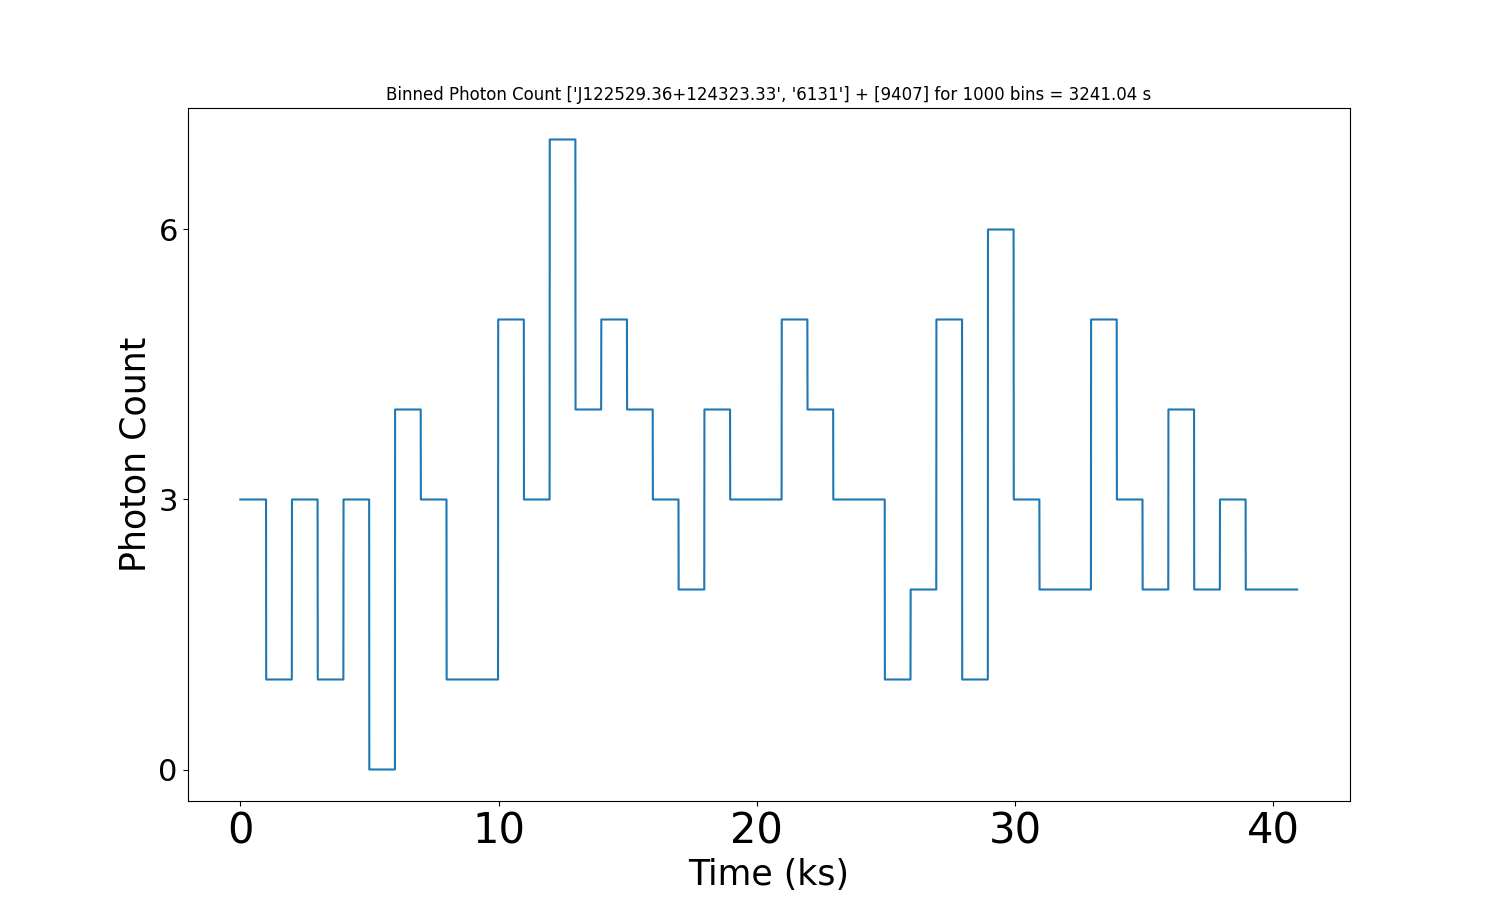 Binned Photon Count ['J122529.36+124323.33', '6131'] + [9407] for 1000 bins = 3241.04 s
6
3
0
Photon Count
0 10 20 30 40
Time (ks)